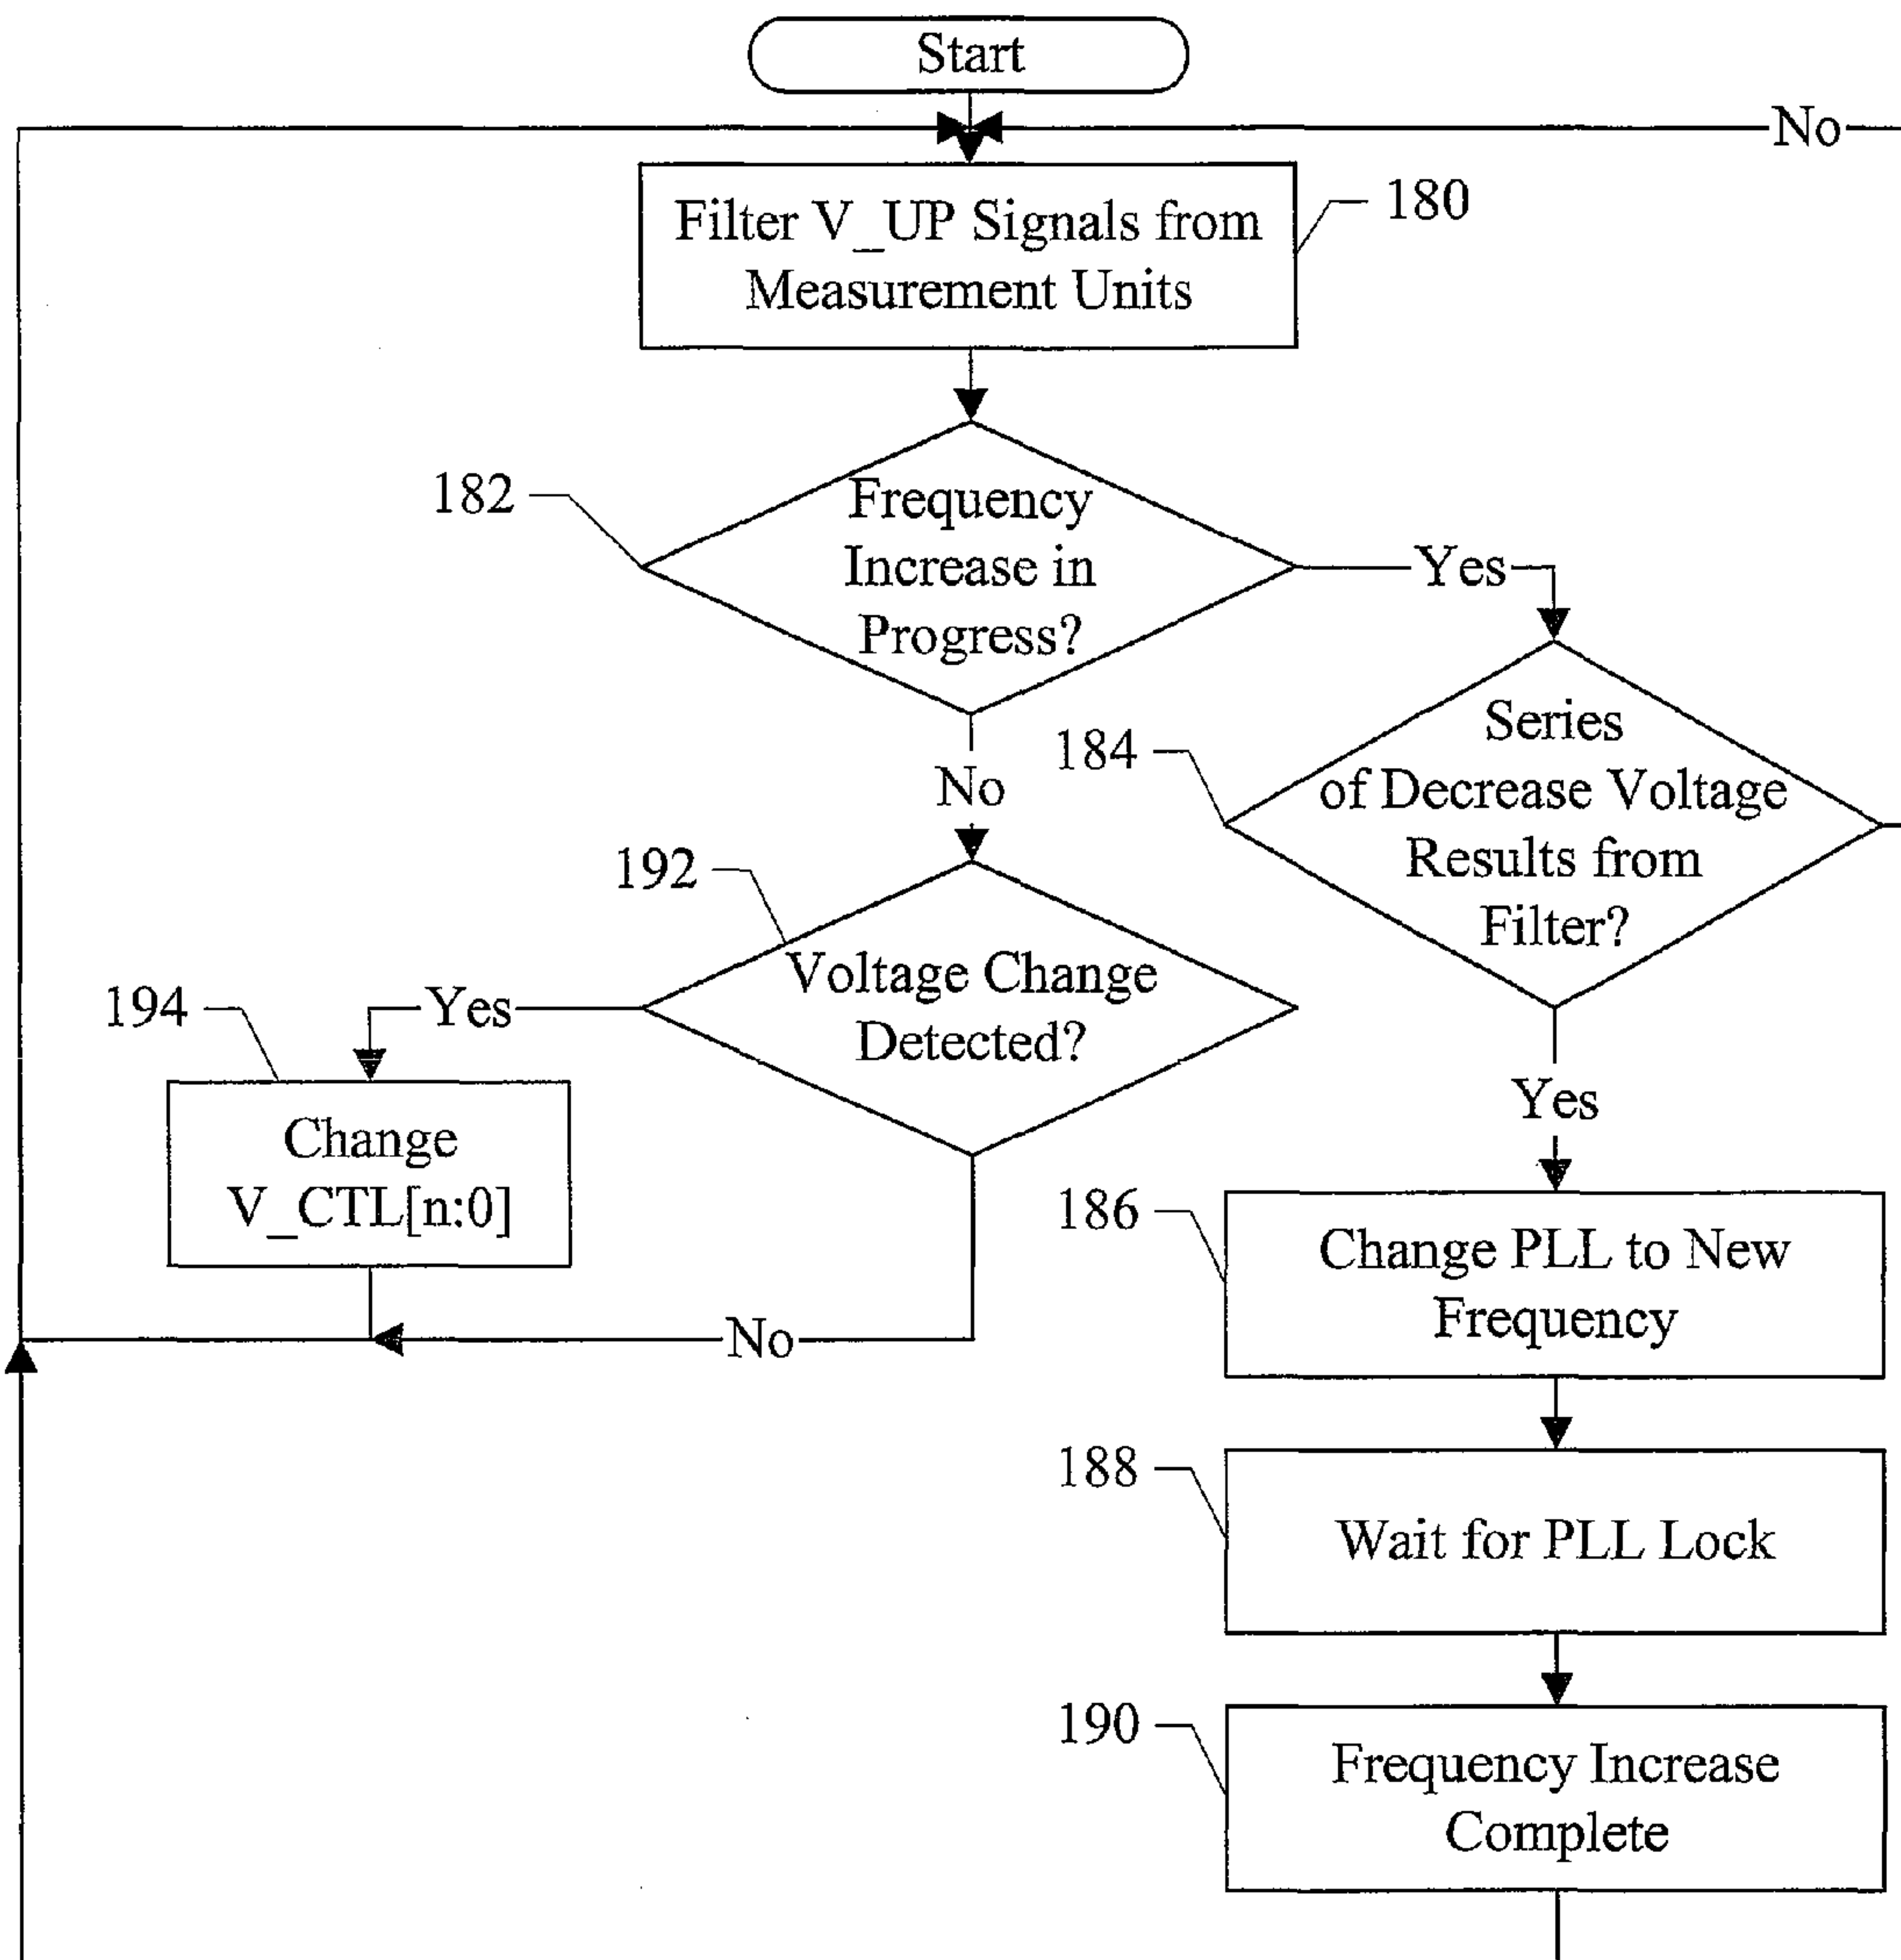 Start
No
Filter V_UP Signals from
Measurement Units
180
182
Frequency
Increase in
Progress?
Yes
No
184
Series
of Decrease Voltage
Results from
Filter?
192
Voltage Change
Detected?
Yes
194
Change
V_CTL[n:0]
No
Yes
186
Change PLL to New
Frequency
188
Wait for PLL Lock
190
Frequency Increase
Complete